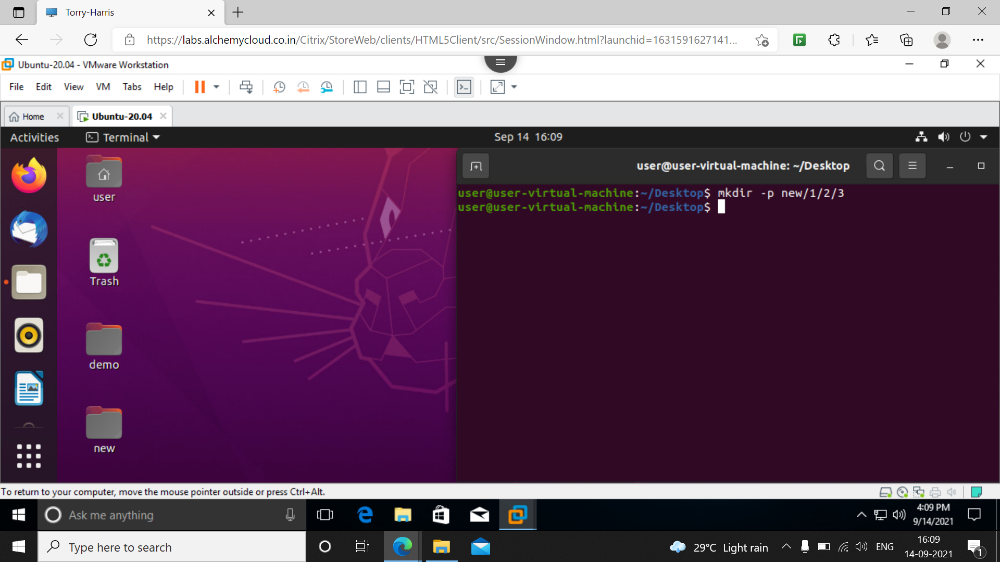 Torry-Harris
https://labs.alchemycloud.co.in/Citrix/StoreWeb/clients/HTML5Client/src/SessionWindow.html?launchid=1631591627141...
Ubuntu-20.04 - VMware Workstation
File Edit View VM Tabs Help
Home Ubuntu-20.04
Activities Terminal Sep 14 16:09
user@user-virtual-machine: ~/Desktop
user@user-virtual-machine:~/Desktop$ mkdir -p new/1/2/3
user@user-virtual-machine:~/Desktop$
user
Trash
demo
new
To return to your computer, move the mouse pointer outside or press Ctrl+Alt.
Ask me anything
4:09 PM
9/14/2021
Type here to search
29°C Light rain
ENG
16:09
14-09-2021
1